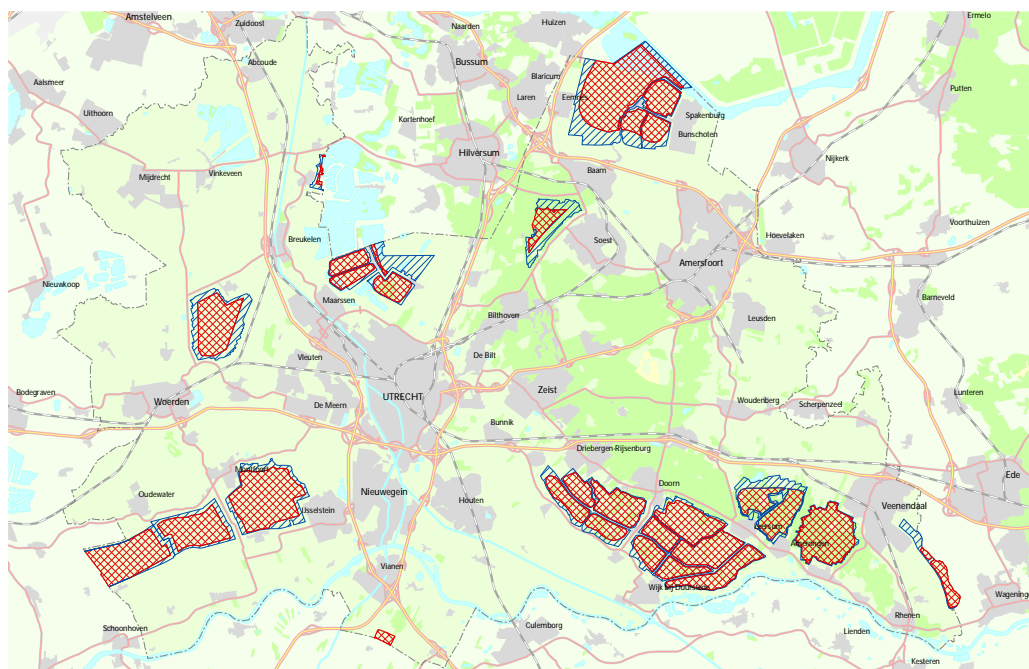 Amstelveen
Zuidoost
Naarden
Huizen
Ermelo
Abcoude
Bussum
Aalsmeer
Blaricum
Putten
Laren
Uithoorn
Kortenhoef
Spakenburg
Bunschoten
Hilversum
Nijkerk
Baarn
Mijdrecht
Vinkeveen
Voorthuizen
Breukelen
Soest
Hoevelaken
Amersfoort
Nieuwkoop
Maarssen
Barneveld
Bilthoven
Leusden
Vleuten
De Bilt
Bodegraven
Zeist
Lunteren
Woerden
UTRECHT
Woudenberg
De Meern
Scherpenzeel
Bunnik
Driebergen-Rijsenburg
Ede
Doorn
Oudewater
Nieuwegein
Houten
Veenendaal
IJsselstein
Vianen
Wageningen
Rhenen
Schoonhoven
Culemborg
Lienden
Kesteren